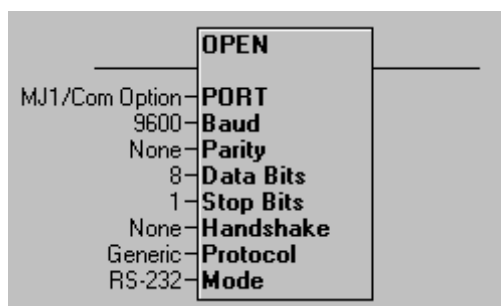 OPEN
MJ1/Com Option PORT
9600 Baud
None Parity
8 Data Bits
1 Stop Bits
None Handshake
Generic Protocol
RS-232 Mode